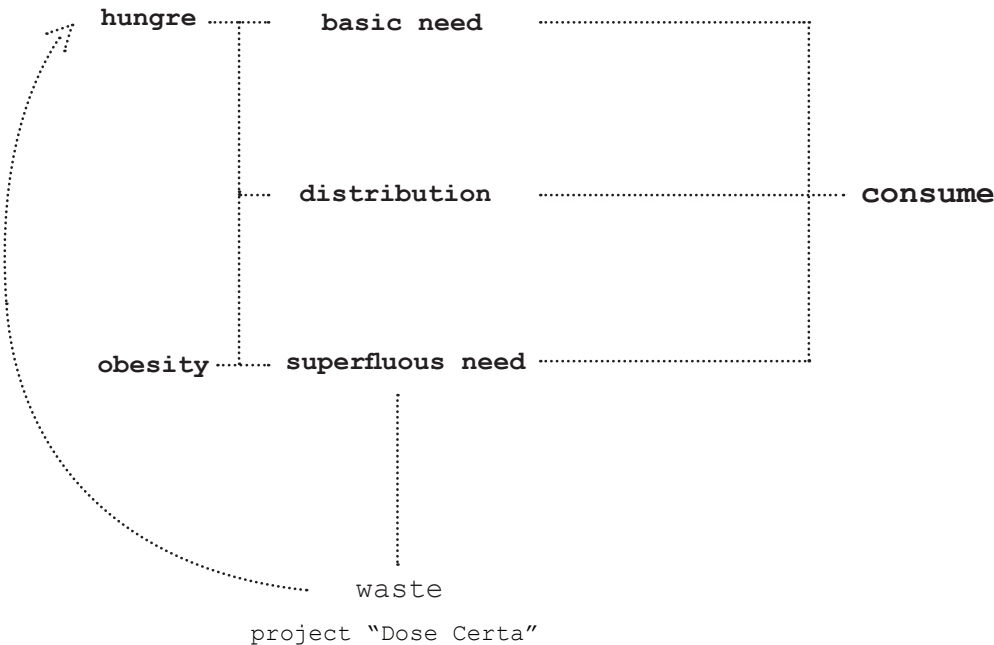 hungre
basic need
distribution
consume
obesity
superfluous need
waste
project “Dose Certa”